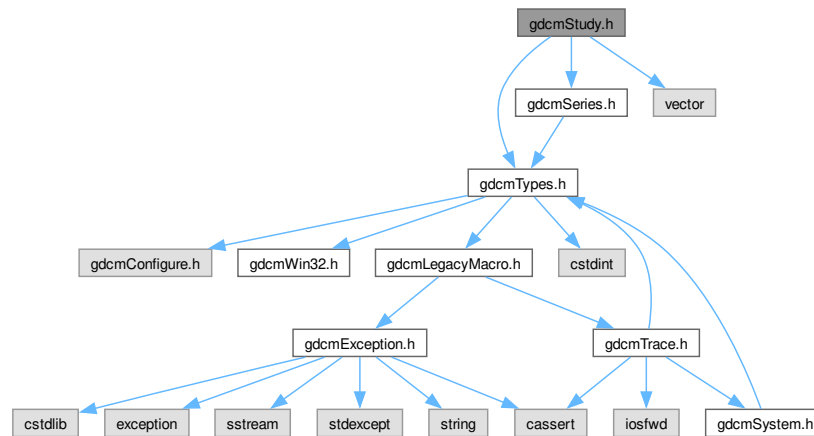 gdcmStudy.h
gdcmSeries.h
vector
gdcmTypes.h
gdcmConfigure.h
gdcmWin32.h
gdcmLegacyMacro.h
cstdint
gdcmException.h
gdcmTrace.h
cstdlib
exception
sstream
stdexcept
string
cassert
iosfwd
gdcmSystem.h